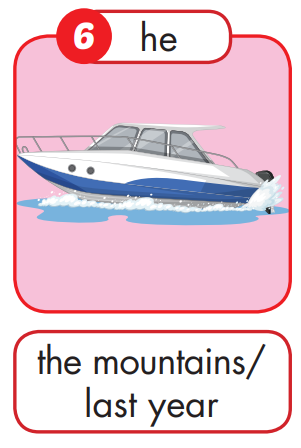 6 he
the mountains/
last year